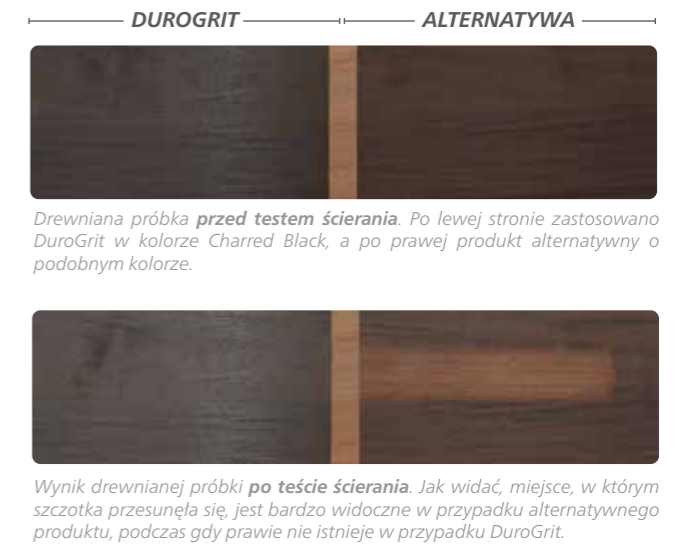 DUROGRIT ALTERNATYWA
Drewniana próbka przed testem ścierania. Po lewej stronie zastosowano
DuroGrit w kolorze Charred Black, a po prawej produkt alternatywny o
podobnym kolorze.
Wynik drewnianej próbki po teście ścierania. Jak widać, miejsce, w którym
szczotka przesunęła się, jest bardzo widoczne w przypadku alternatywnego
produktu, podczas gdy prawie nie istnieje w przypadku DuroGrit.